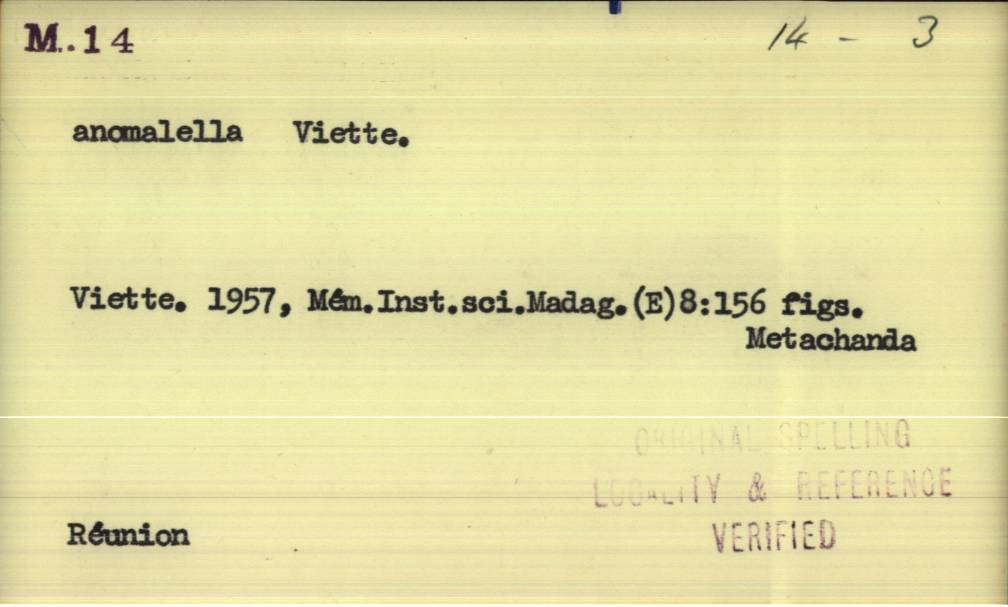 M.14
14 - 3
anomalella Viette.
Viette. 1957, Mém.Inst.sci.Madag.(E)8:156 figs.
Metachanda
ORIGINAL SPELLING
LOCALITY & REFERENCE
VERIFIED
Réunion